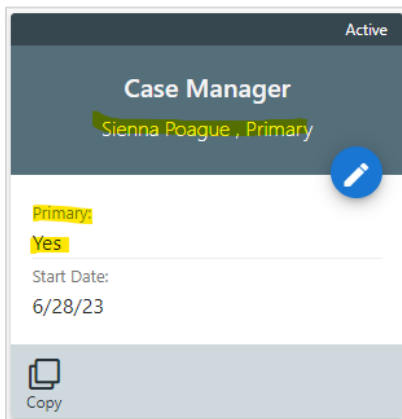 Active
Case Manager
Sienna Poague , Primary
Primary:
Yes
Start Date:
6/28/23
Copy